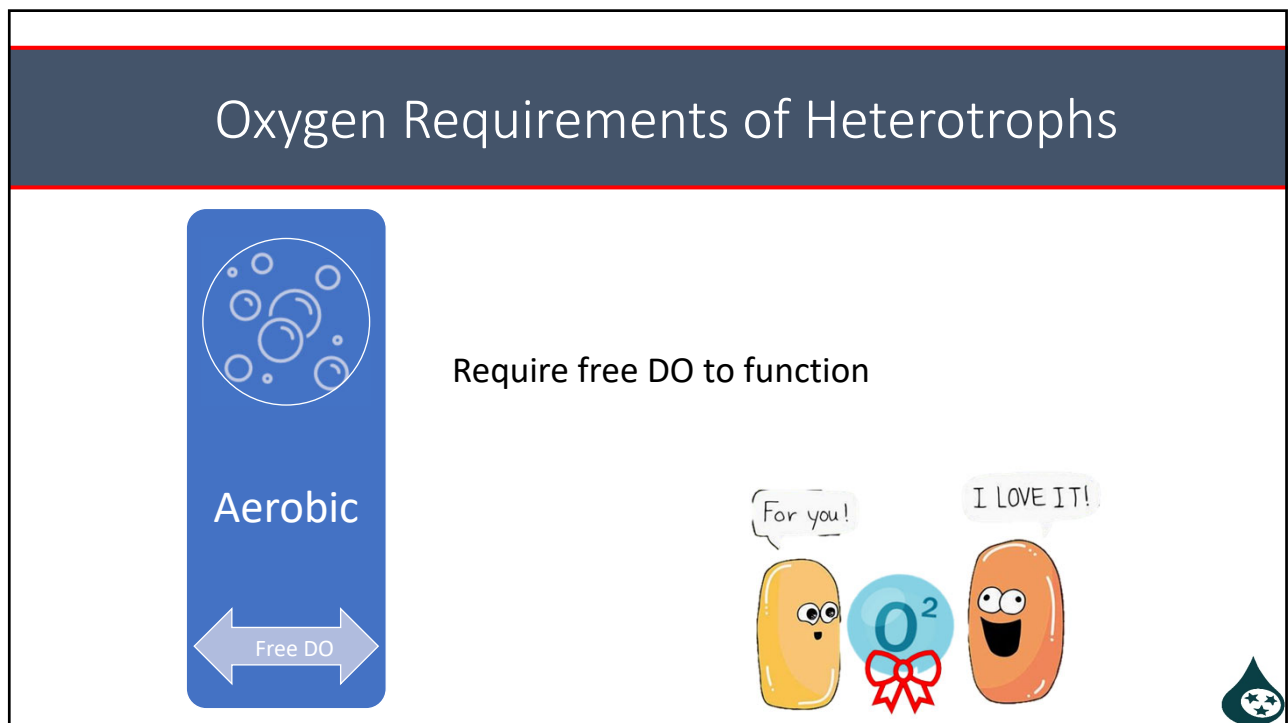 Oxygen Requirements of Heterotrophs
Require free DO to function
Aerobic
Free DO
For you!
I LOVE IT!
O²